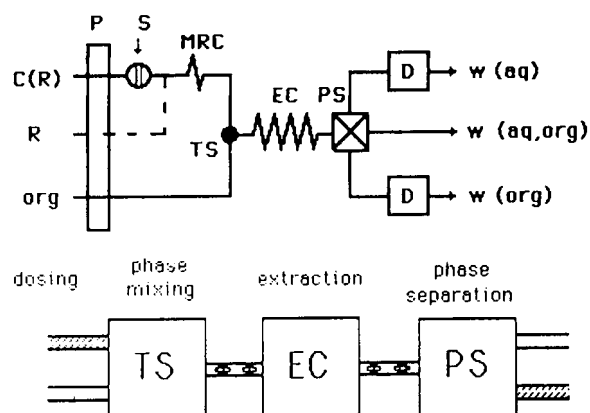 P S
MRC
C(R)
D w (aq)
EC PS
R
w (aq,org)
TS
org
D w (org)
dosing phase mixing extraction phase separation
TS EC PS